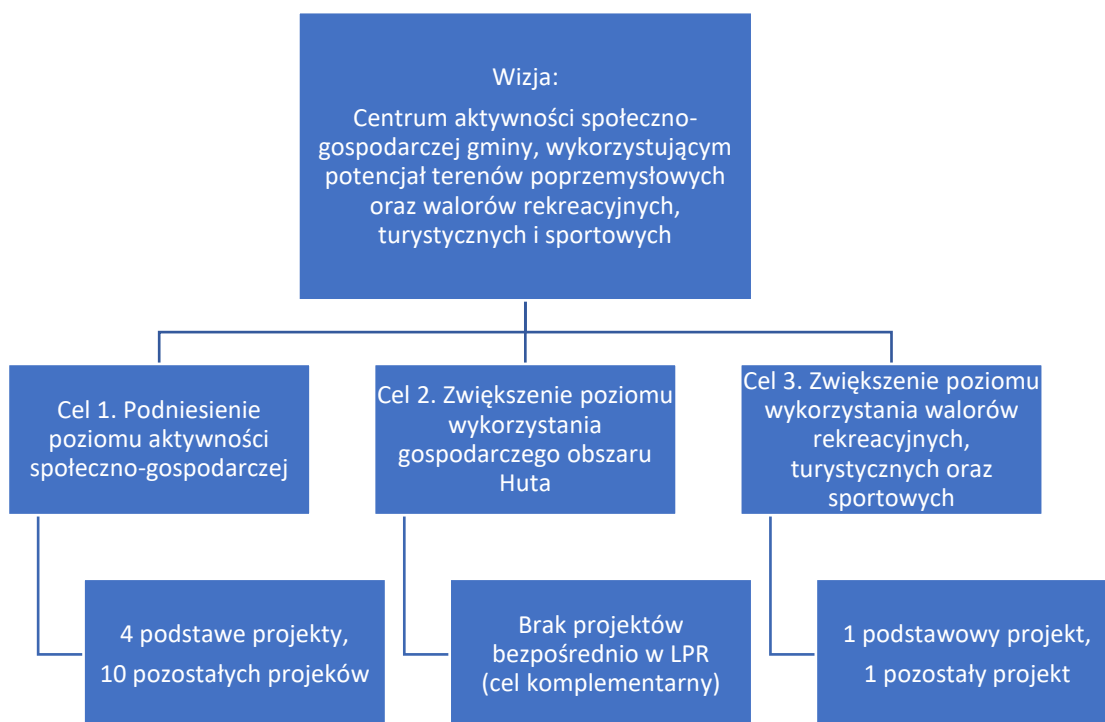 Wizja:
Centrum aktywności społeczno-
gospodarczej gminy, wykorzystującym
potencjał terenów poprzemysłowych
oraz walorów rekreacyjnych,
turystycznych i sportowych
Cel 1. Podniesienie
poziomu aktywności
społeczno-gospodarczej
Cel 2. Zwiększenie poziomu
wykorzystania
gospodarczego obszaru
Huta
Cel 3. Zwiększenie poziomu
wykorzystania walorów
rekreacyjnych,
turystycznych oraz
sportowych
4 podstawe projekty,
10 pozostałych projeków
Brak projektów
bezpośrednio w LPR
(cel komplementarny)
1 podstawowy projekt,
1 pozostały projekt